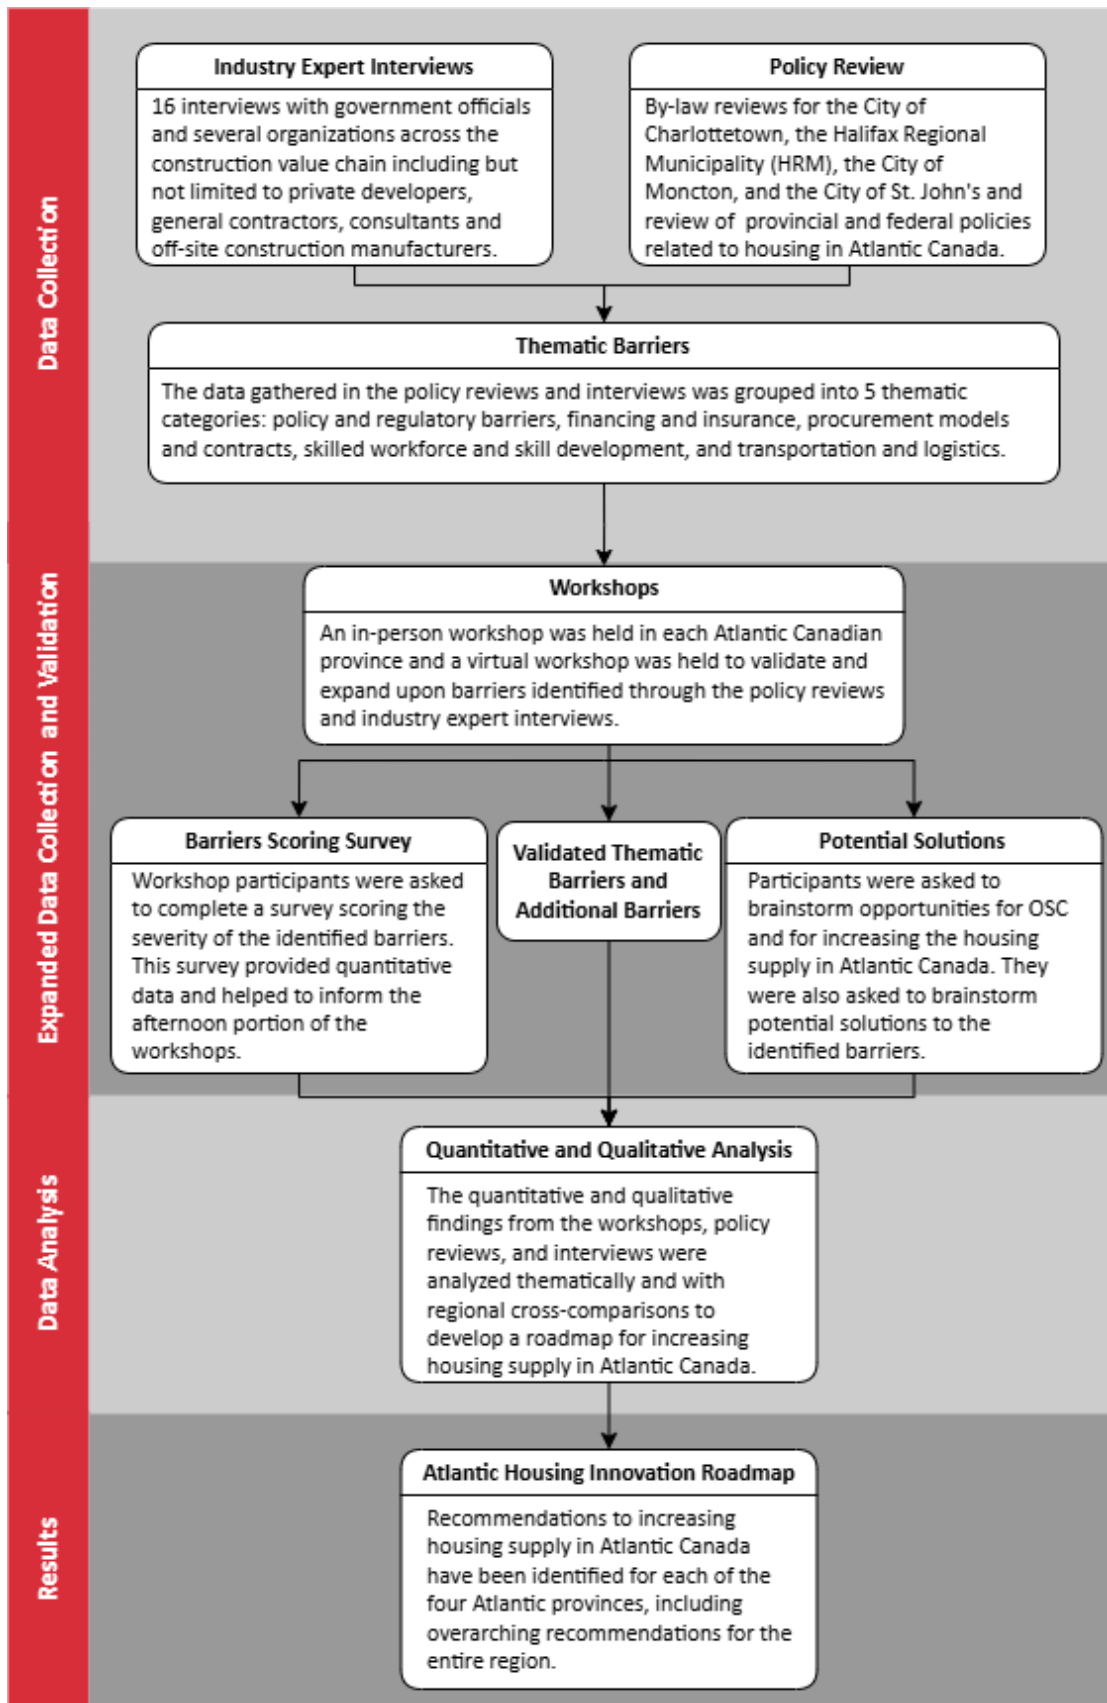 Data Collection
Industry Expert Interviews
16 interviews with government officials
and several organizations across the
construction value chain including but
not limited to private developers,
general contractors, consultants and
off-site construction manufacturers.
Policy Review
By-law reviews for the City of
Charlottetown, the Halifax Regional
Municipality (HRM), the City of
Moncton, and the City of St. John's and
review of provincial and federal policies
related to housing in Atlantic Canada.
Thematic Barriers
The data gathered in the policy reviews and interviews was grouped into 5 thematic
categories: policy and regulatory barriers, financing and insurance, procurement models
and contracts, skilled workforce and skill development, and transportation and logistics.
Expanded Data Collection and Validation
Workshops
An in-person workshop was held in each Atlantic Canadian
province and a virtual workshop was held to validate and
expand upon barriers identified through the policy reviews
and industry expert interviews.
Barriers Scoring Survey
Workshop participants were asked
to complete a survey scoring the
severity of the identified barriers.
This survey provided quantitative
data and helped to inform the
afternoon portion of the
workshops.
Validated Thematic
Barriers and
Additional Barriers
Potential Solutions
Participants were asked to
brainstorm opportunities for OSC
and for increasing the housing
supply in Atlantic Canada. They
were also asked to brainstorm
potential solutions to the
identified barriers.
Data Analysis
Quantitative and Qualitative Analysis
The quantitative and qualitative
findings from the workshops, policy
reviews, and interviews were
analyzed thematically and with
regional cross-comparisons to
develop a roadmap for increasing
housing supply in Atlantic Canada.
Results
Atlantic Housing Innovation Roadmap
Recommendations to increasing
housing supply in Atlantic Canada
have been identified for each of the
four Atlantic provinces, including
overarching recommendations for the
entire region.